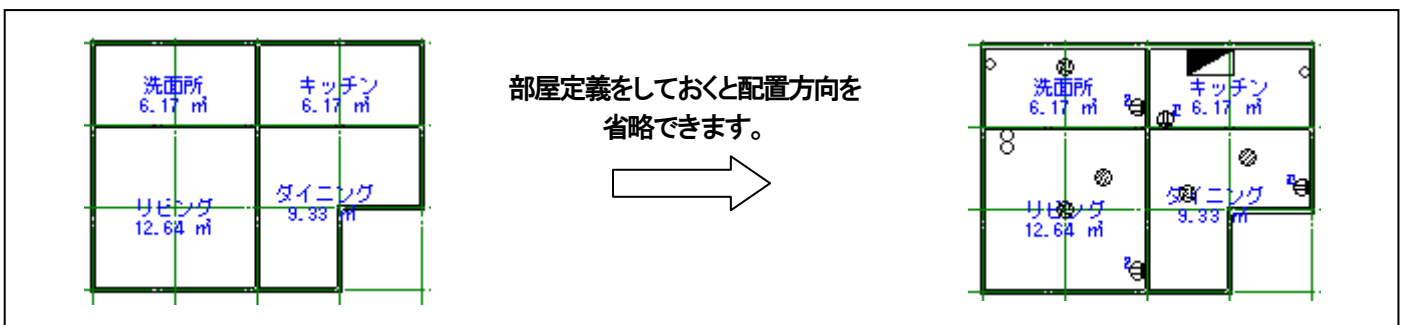 洗面所
6.17 ㎡
キッチン
6.17 ㎡
リビング
12.64 ㎡
ダイニング
9.33 ㎡
部屋定義をしておくと配置方向を
省略できます。
洗面所
6.17 ㎡
2
キッチン
6.17 ㎡
リビング
12.64 ㎡
2
ダイニング
9.33 ㎡
2